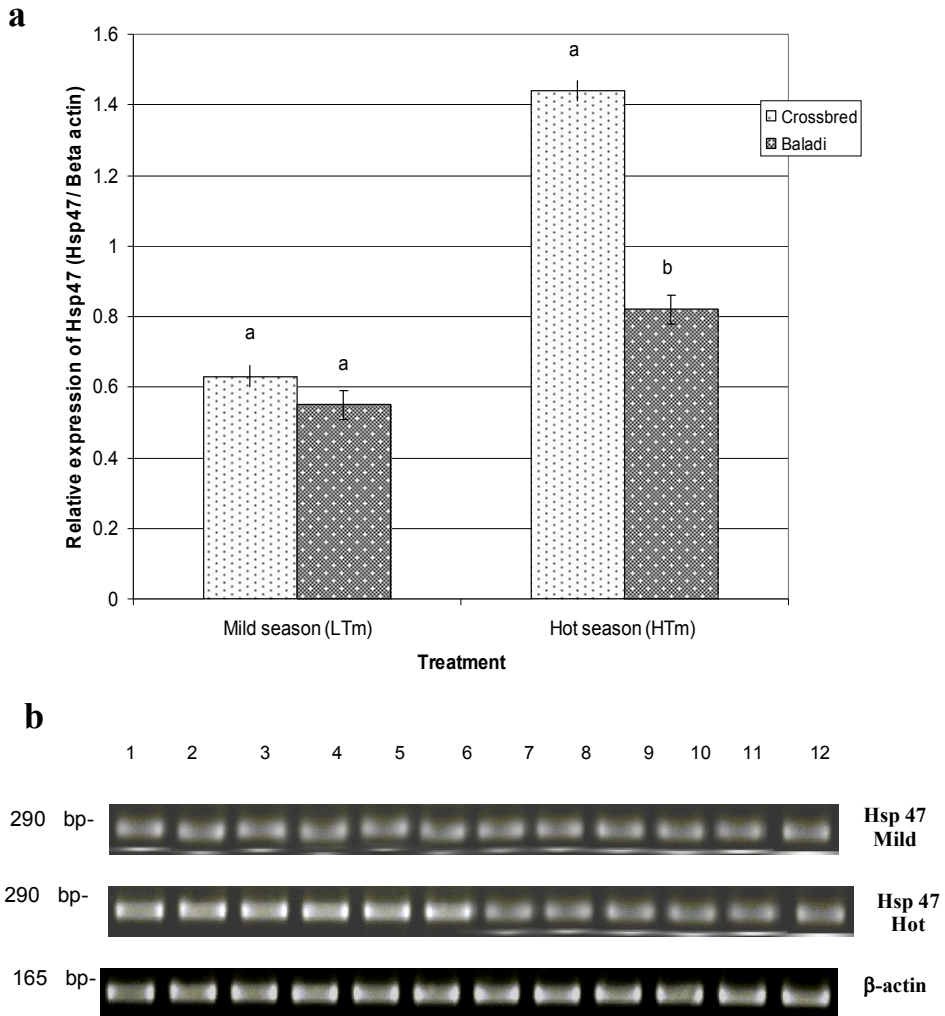 a
Relative expression of Hsp47 (Hsp47/ Beta actin)
1.6
1.4
1.2
1
0.8
0.6
0.4
0.2
0
a
a
a
b
Crossbred
Baladi
Mild season (LTm)
Hot season (HTm)
Treatment
b
1 2 3 4 5 6 7 8 9 10 11 12
290 bp-
Hsp 47
Mild
290 bp-
Hsp 47
Hot
165 bp-
β-actin